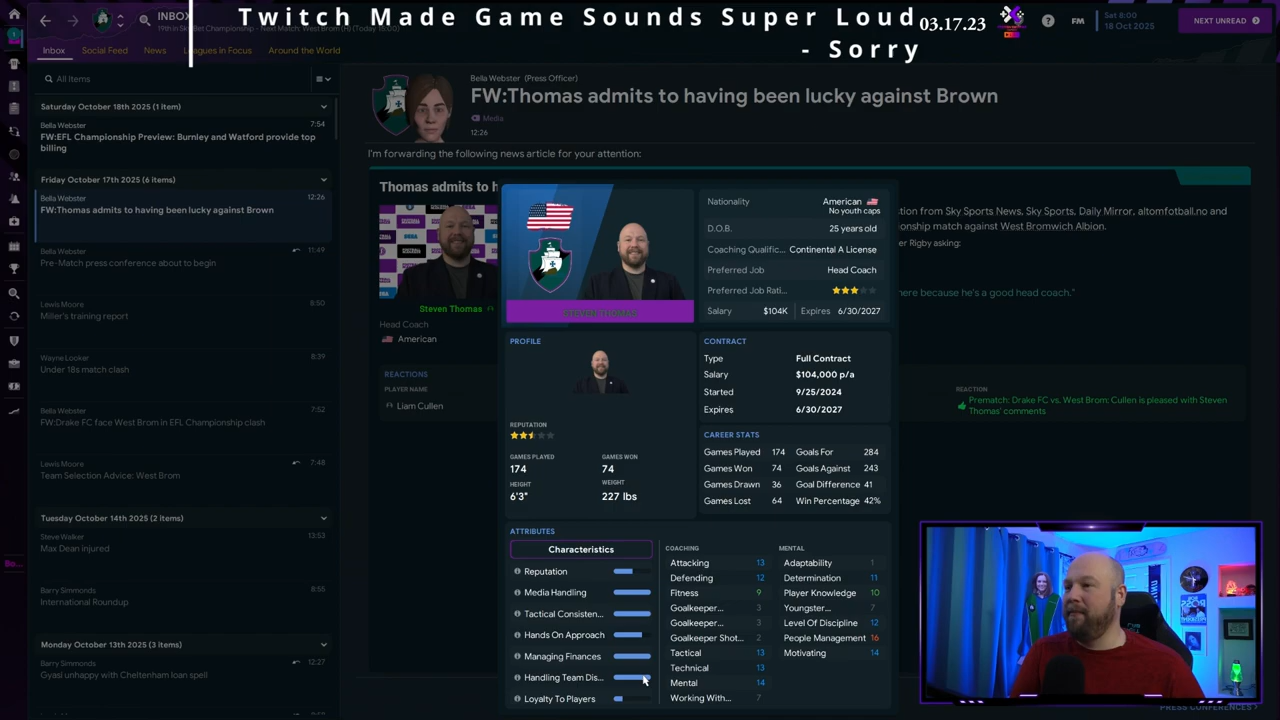 Twitch Made Game Sounds Super Loud
- Sorry
03.17.23
INBOX
FM
Sat 8:00
18 Oct 2025
NEXT UNREAD
Inbox
Social Feed
News
Leagues in Focus
Around the World
All Items
Saturday October 18th 2025 (1 item)
Bella Webster
7:54
FW:EFL Championship Preview: Burnley and Watford provide top
billing
Friday October 17th 2025 (6 items)
Bella Webster
12:26
FW:Thomas admits to having been lucky against Brown
Bella Webster
11:49
Pre-Match press conference about to begin
Lewis Moore
8:50
Miller's training report
Wayne Looker
8:39
Under 18s match clash
Bella Webster
7:52
FW:Drake FC face West Brom in EFL Championship clash
Lewis Moore
7:48
Team Selection Advice: West Brom
Tuesday October 14th 2025 (2 items)
Steve Walker
13:53
Max Dean injured
Barry Simmonds
8:55
International Roundup
Monday October 13th 2025 (3 items)
Barry Simmonds
12:27
Gyasi unhappy with Cheltenham loan spell
Bella Webster (Press Officer)
FW:Thomas admits to having been lucky against Brown
Media
12:26
I'm forwarding the following news article for your attention:
Thomas admits to h
Steven Thomas
Head Coach
American
REACTIONS
PLAYER NAME
Liam Cullen
ction from Sky Sports News, Sky Sports, Daily Mirror, altomfotball.no and
onship match against West Bromwich Albion.
er Rigby asking:
here because he's a good head coach."
REACTION
Prematch: Drake FC vs. West Brom: Cullen is pleased with Steven
Thomas' comments
STEVEN THOMAS
Nationality
American
No youth caps
D.O.B.
25 years old
Coaching Qualific...
Continental A License
Preferred Job
Head Coach
Preferred Job Rati...
Salary
$104K
Expires
6/30/2027
PROFILE
REPUTATION
GAMES PLAYED
GAMES WON
174
74
HEIGHT
WEIGHT
6'3"
227 lbs
CONTRACT
Type
Full Contract
Salary
$104,000 p/a
Started
9/25/2024
Expires
6/30/2027
CAREER STATS
Games Played 174 Goals For 284
Games Won 74 Goals Against 243
Games Drawn 36 Goal Difference 41
Games Lost 64 Win Percentage 42%
ATTRIBUTES
Characteristics
Reputation
Media Handling
Tactical Consisten...
Hands On Approach
Managing Finances
Handling Team Dis...
Loyalty To Players
COACHING
Attacking 13
Defending 12
Fitness 9
Goalkeeper... 3
Goalkeeper... 3
Goalkeeper Shot... 2
Tactical 13
Technical 13
Mental 14
Working With... 7
MENTAL
Adaptability 1
Determination 11
Player Knowledge 10
Youngster... 7
Level Of Discipline 12
People Management 16
Motivating 14
PRESS CONFERENCES >